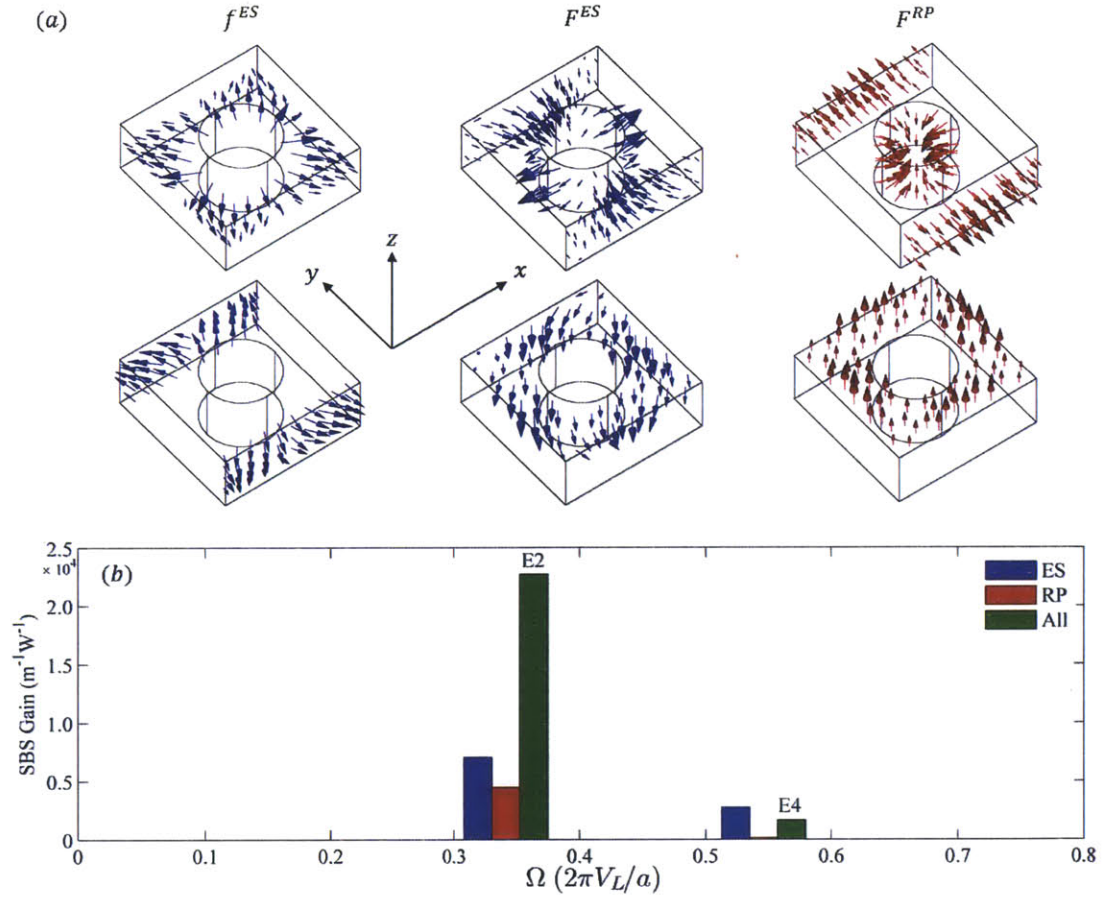 (a) f^{ES} F^{ES} F^{RP}
z
y x
(b)
2.5
× 10⁴
2.0
1.5
1.0
0.5
0
SBS Gain (m⁻¹W⁻¹)
E2
E4
ES
RP
All
0 0.1 0.2 0.3 0.4 0.5 0.6 0.7 0.8
Ω (2πV_L/a)